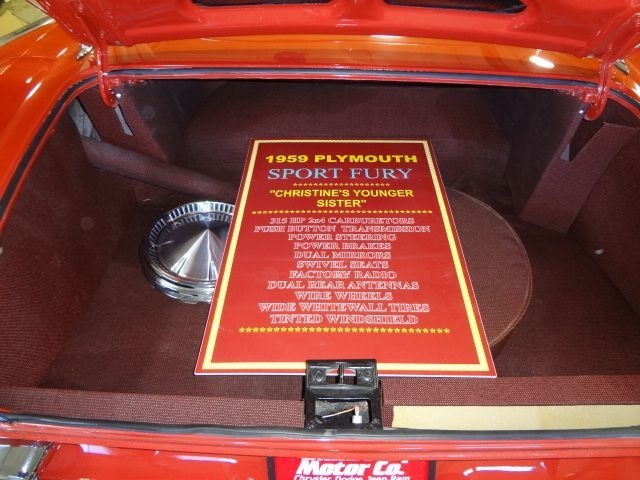 1959 PLYMOUTH
SPORT FURY
"CHRISTINE'S YOUNGER
SISTER"
315 HP 2x4 CARBURETORS
PUSH BUTTON TRANSMISSION
POWER STEERING
POWER BRAKES
DUAL MIRRORS
SWIVEL SEATS
FACTORY RADIO
DUAL REAR ANTENNAS
WIRE WHEELS
WIDE WHITEWALL TIRES
TINTED WINDSHIELD
Motor Co.
Chrysler Dodge Jeep Ram